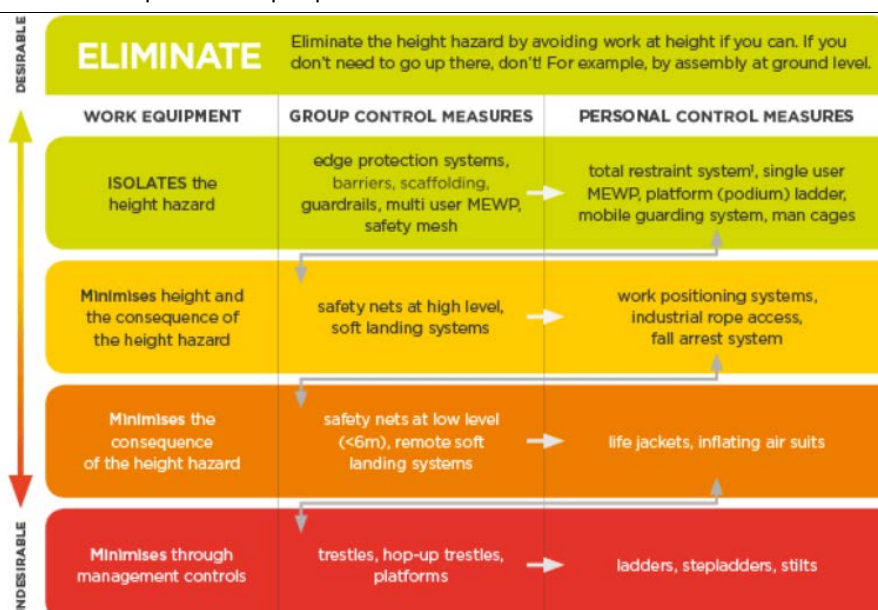 DESIRABLE
ELIMINATE
Eliminate the height hazard by avoiding work at height if you can. If you
don't need to go up there, don't! For example, by assembly at ground level.
WORK EQUIPMENT
GROUP CONTROL MEASURES
PERSONAL CONTROL MEASURES
ISOLATES the
height hazard
edge protection systems,
barriers, scaffolding,
guardrails, multi user MEWP,
safety mesh
total restraint system¹, single user
MEWP, platform (podium) ladder,
mobile guarding system, man cages
Minimises height and
the consequence of
the height hazard
safety nets at high level,
soft landing systems
work positioning systems,
industrial rope access,
fall arrest system
Minimises the
consequence
of the height hazard
safety nets at low level
(<6m), remote soft
landing systems
life jackets, inflating air suits
Minimises through
management controls
trestles, hop-up trestles,
platforms
ladders, stepladders, stilts
NDESIRABLE